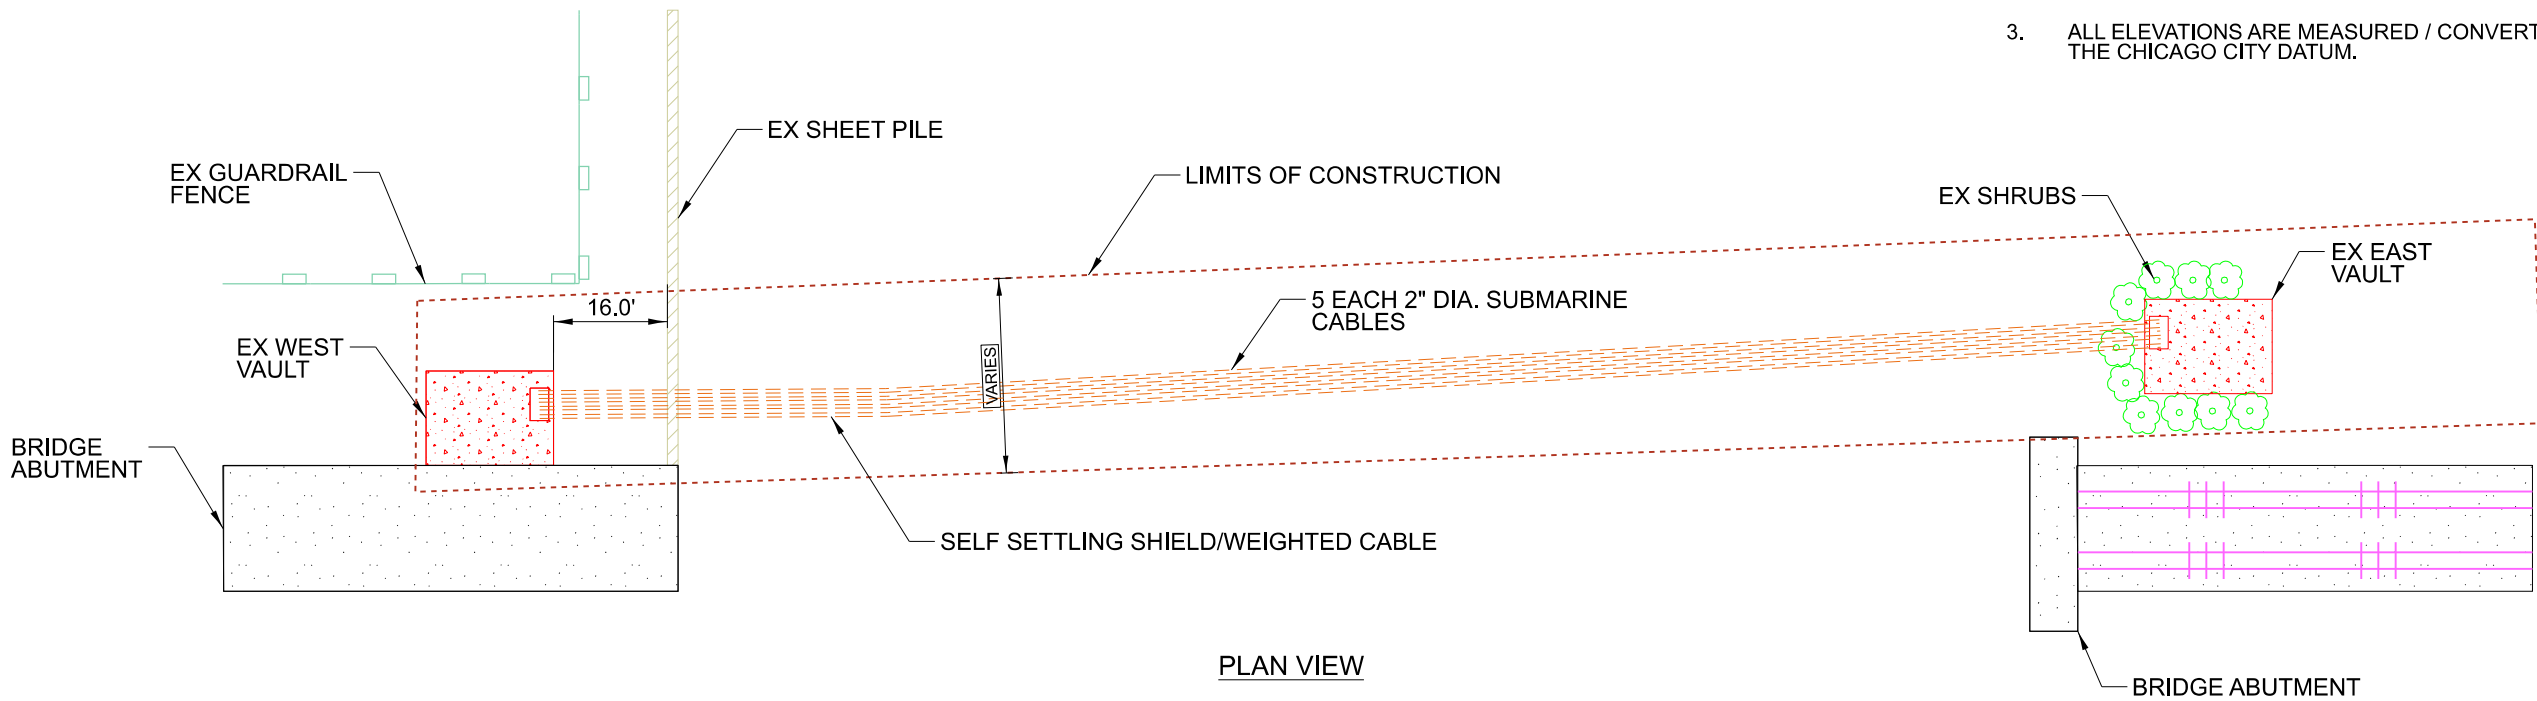 3. ALL ELEVATIONS ARE MEASURED / CONVERT
THE CHICAGO CITY DATUM.
EX SHEET PILE
EX GUARDRAIL
FENCE
LIMITS OF CONSTRUCTION
EX SHRUBS
EX EAST
VAULT
16.0'
5 EACH 2" DIA. SUBMARINE
CABLES
EX WEST
VAULT
VARIES
BRIDGE
ABUTMENT
SELF SETTLING SHIELD/WEIGHTED CABLE
PLAN VIEW
BRIDGE ABUTMENT